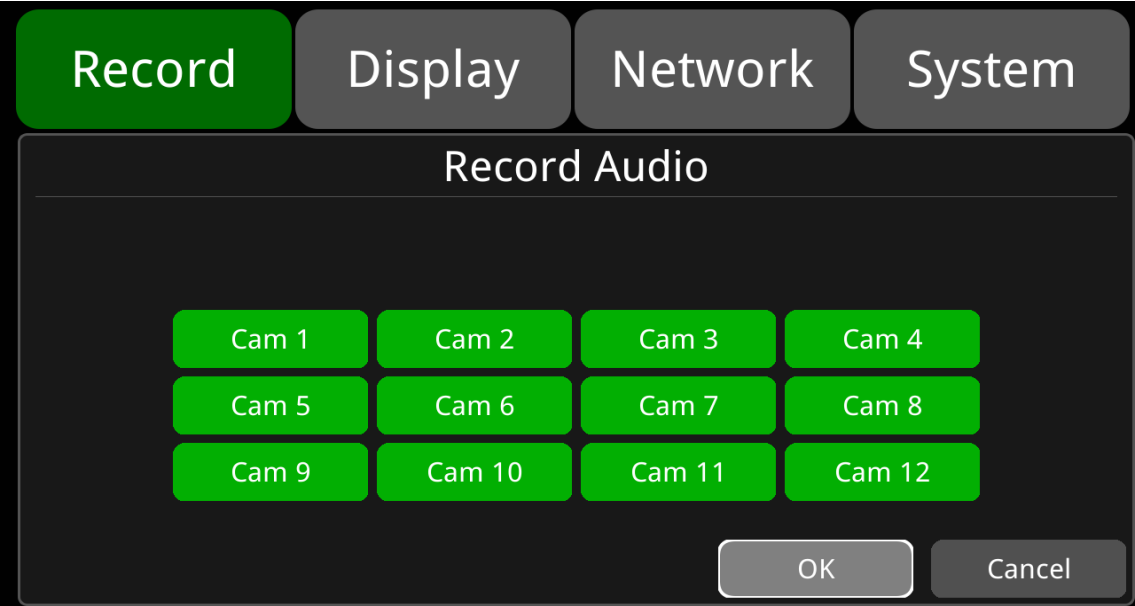 Record Display Network System
Record Audio
Cam 1 Cam 2 Cam 3 Cam 4
Cam 5 Cam 6 Cam 7 Cam 8
Cam 9 Cam 10 Cam 11 Cam 12
OK Cancel